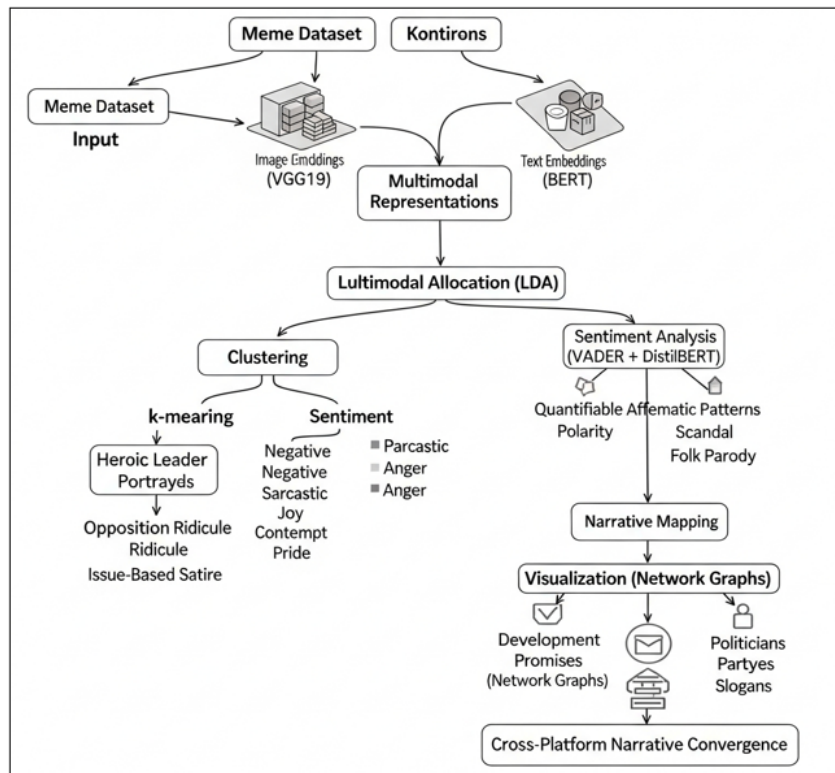 Meme Dataset
Kontirons
Meme Dataset
Input
Image Emddings
(VGG19)
Text Embeddings
(BERT)
Multimodal
Representations
Lultimodal Allocation (LDA)
Clustering
Sentiment Analysis
(VADER + DistilBERT)
k-mearing
Sentiment
Heroic Leader
Portrayds
Opposition Ridicule
Ridicule
Issue-Based Satire
Negative
Negative
Sarcastic
Joy
Contempt
Pride
Parcastic
Anger
Anger
Quantifiable Affematic Patterns
Polarity
Scandal
Folk Parody
Narrative Mapping
Visualization (Network Graphs)
Development
Promises
(Network Graphs)
Politicians
Partyes
Slogans
Cross-Platform Narrative Convergence